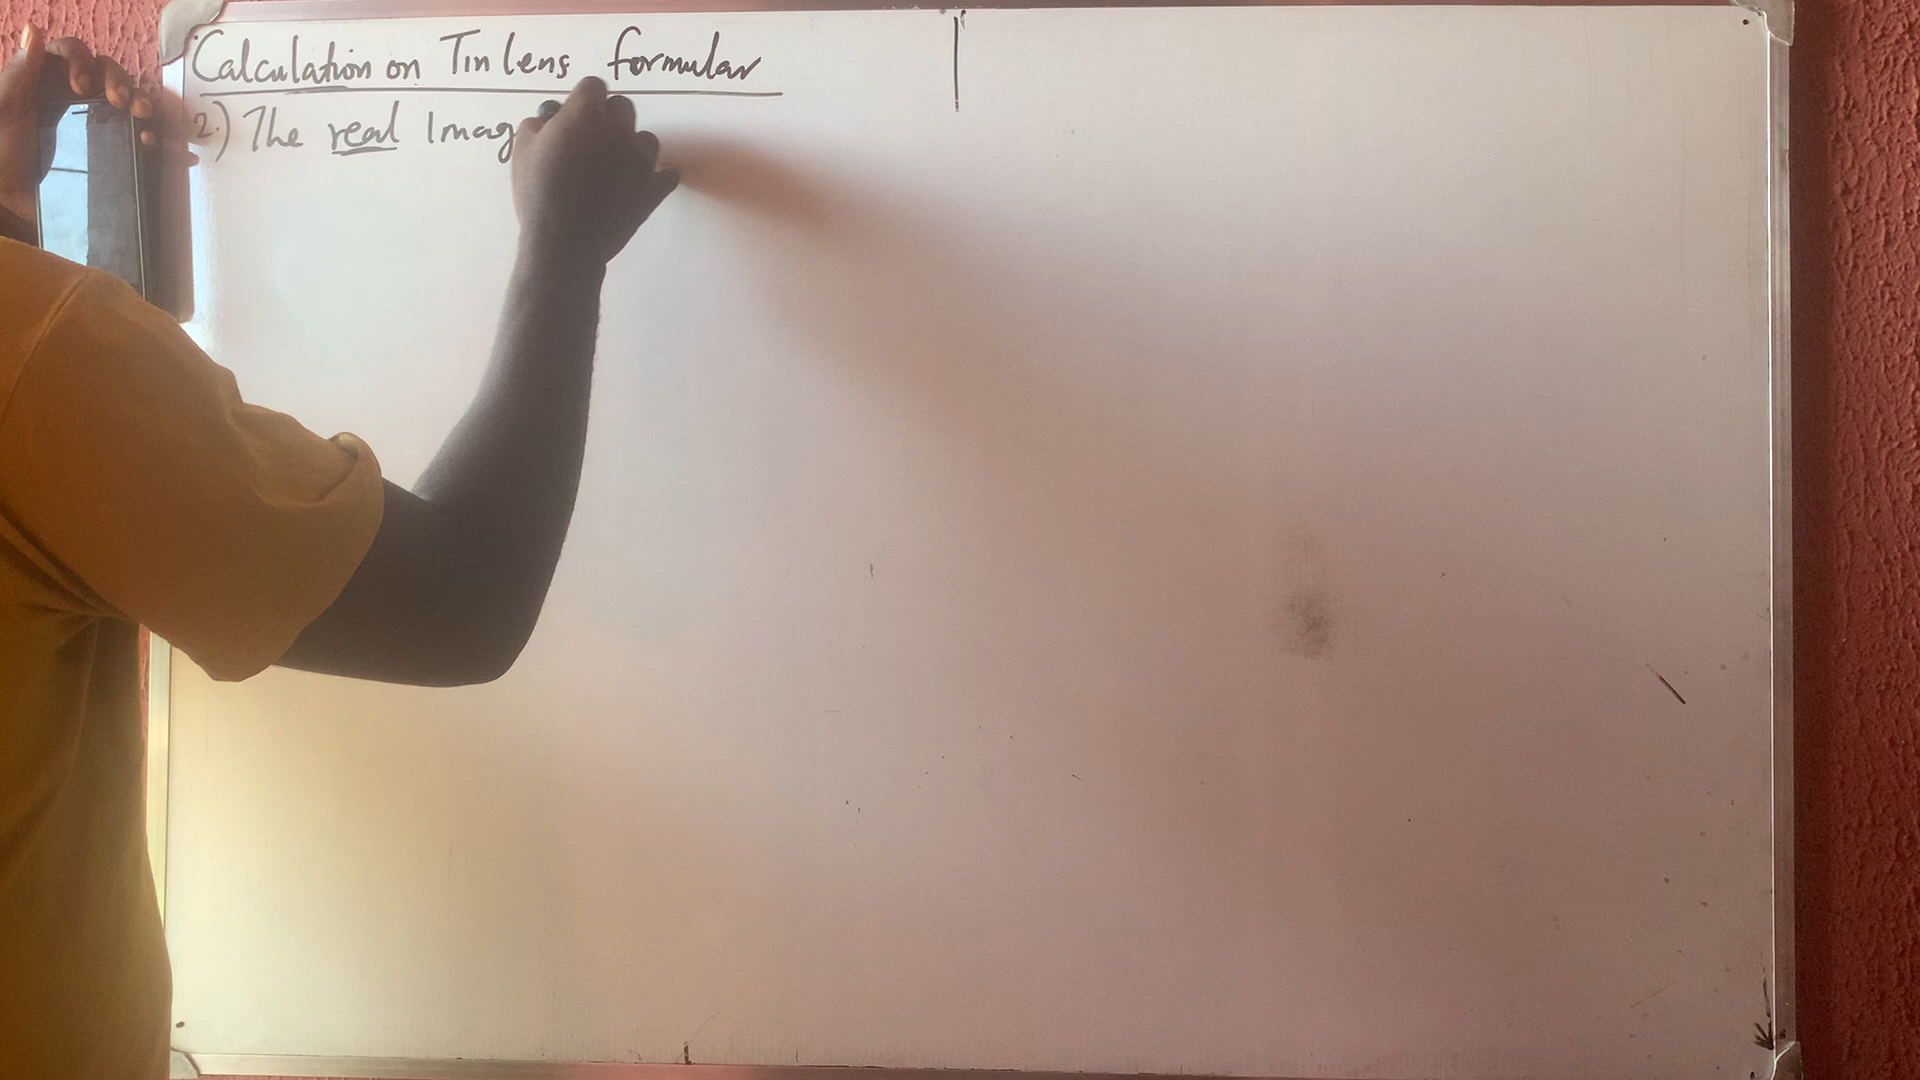 Calculation on Tin lens formular
2.) The real Imag